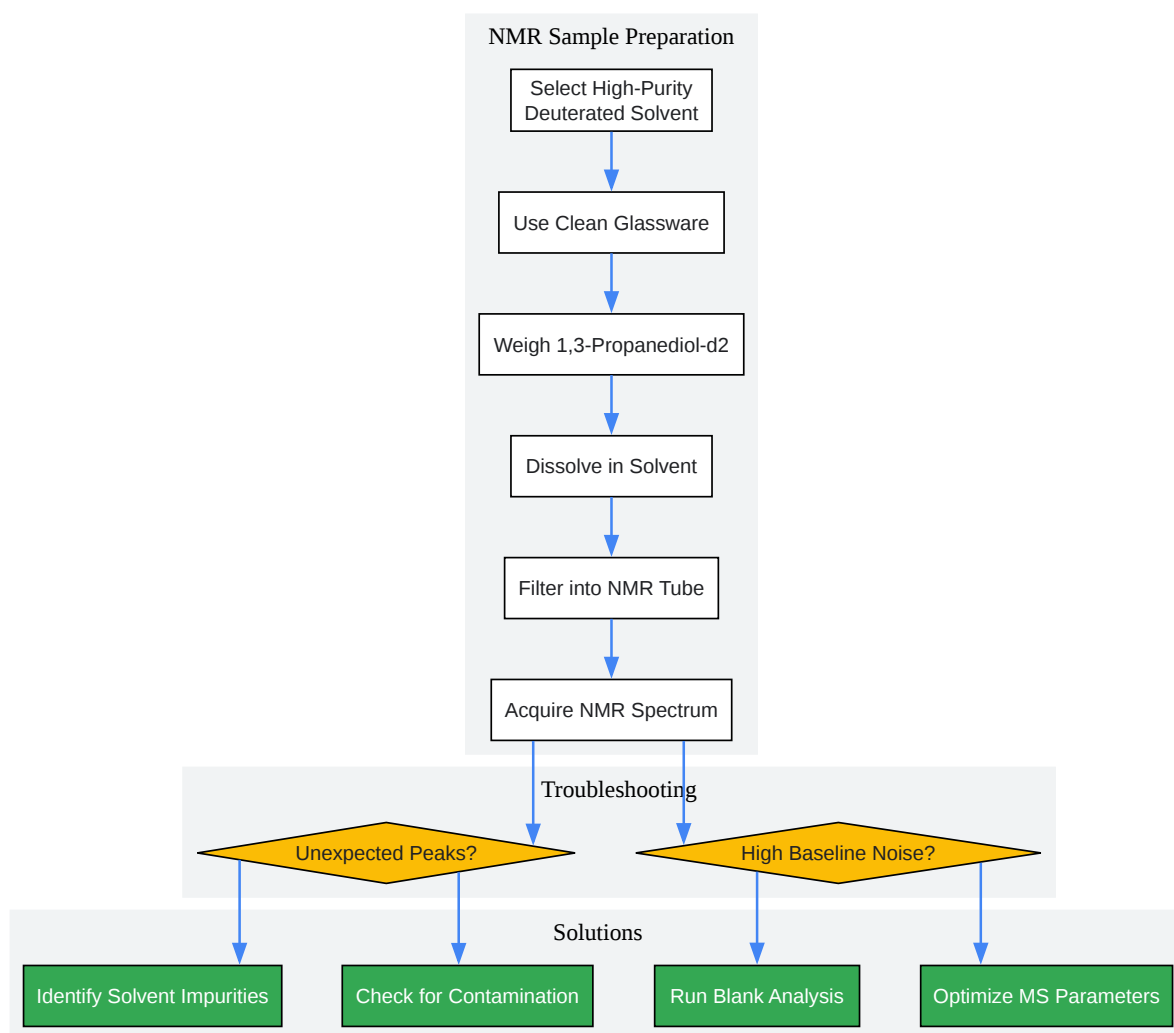 NMR Sample Preparation
Select High-Purity
Deuterated Solvent
Use Clean Glassware
Weigh 1,3-Propanediol-d2
Dissolve in Solvent
Filter into NMR Tube
Acquire NMR Spectrum
Troubleshooting
Unexpected Peaks?
High Baseline Noise?
Solutions
Identify Solvent Impurities
Check for Contamination
Run Blank Analysis
Optimize MS Parameters